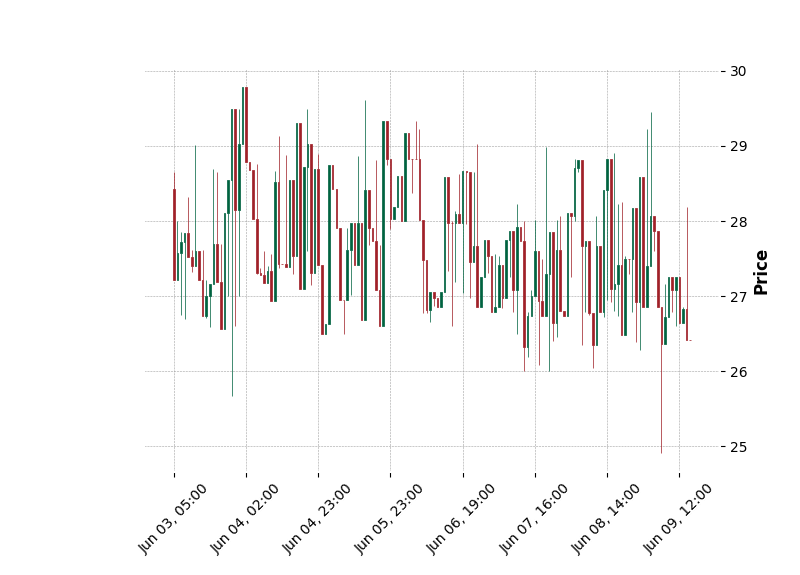 30
29
28
27
26
25
Price
Jun 03, 05:00
Jun 04, 02:00
Jun 04, 23:00
Jun 05, 23:00
Jun 06, 19:00
Jun 07, 16:00
Jun 08, 14:00
Jun 09, 12:00